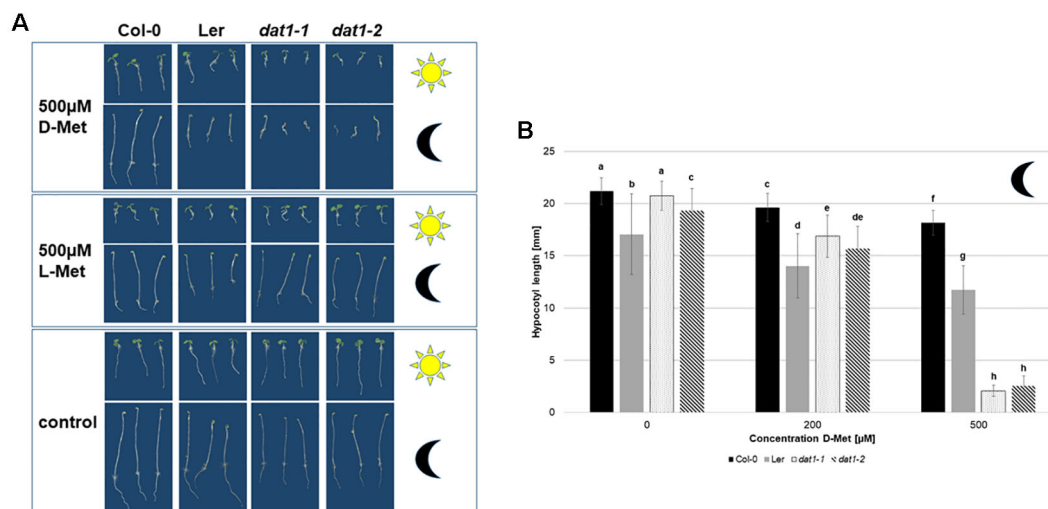 A
Col-0 Ler dat1-1 dat1-2
500µM
D-Met
500µM
L-Met
control
B
25
20
15
10
5
0
Hypocotyl length [mm]
a b a c
c d e de
f g h h
0 200 500
Concentration D-Met [µM]
Col-0 Ler dat1-1 dat1-2